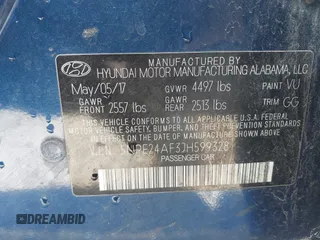 MANUFACTURED BY
HYUNDAI MOTOR MANUFACTURING ALABAMA, LLC
May/05/17
GVWR 4497 lbs
PAINT VU
GAWR FRONT 2557 lbs
GAWR REAR 2513 lbs
TRIM GG
THIS VEHICLE CONFORMS TO ALL APPLICABLE
U.S. FEDERAL MOTOR VEHICLE SAFETY,
BUMPER, AND THEFT PREVENTION STANDARDS
IN EFFECT ON THE DATE OF MANUFACTURE
SHOWN ABOVE.
PASSENGER CAR
DREAMBID